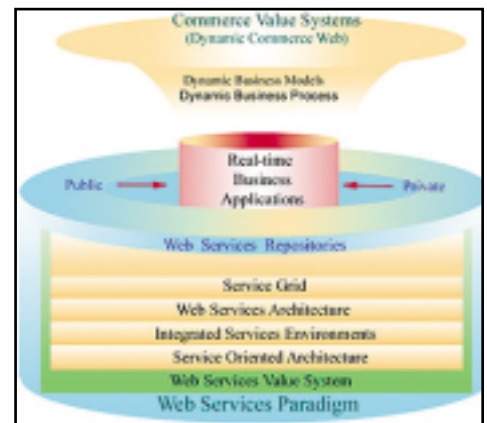 Commerce Value Systems
(Dynamic Commerce Web)
Dynamic Business Models
Dynamic Business Process
Real-time
Business
Applications
Public
Private
Web Services Repositories
Service Grid
Web Services Architecture
Integrated Services Environments
Service Oriented Architecture
Web Services Value System
Web Services Paradigm